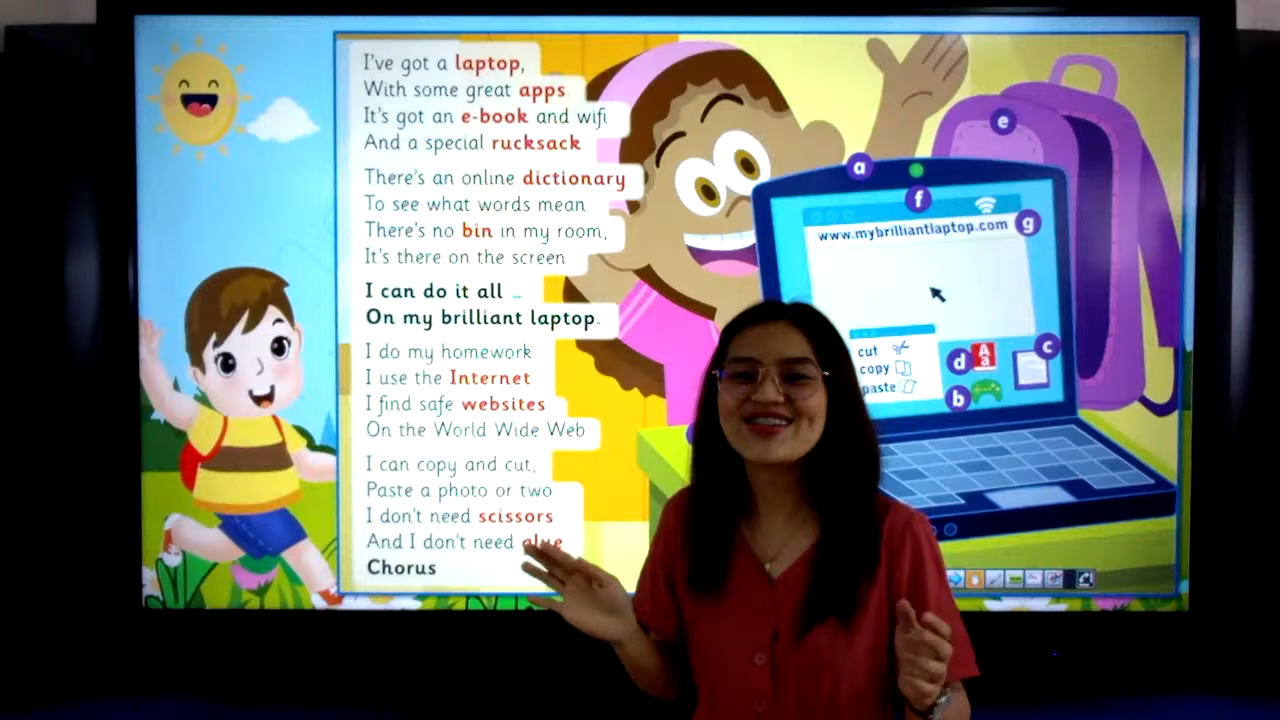 I've got a laptop,
With some great apps.
It's got an e-book and wifi
And a special rucksack
There's an online dictionary
To see what words mean
There's no bin in my room,
It's there on the screen
I can do it all ...
On my brilliant laptop.
I do my homework
I use the Internet
I find safe websites
On the World Wide Web
I can copy and cut,
Paste a photo or two
I don't need scissors
And I don't need glue
Chorus
e
a
f
g
www.mybrilliantlaptop.com
cut
copy
paste
d
A
a
c
b